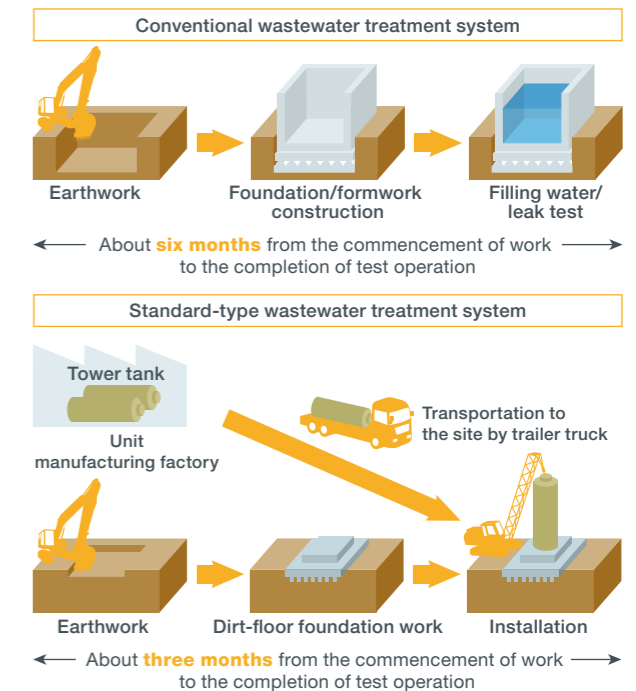 Conventional wastewater treatment system
Earthwork
Foundation/formwork
construction
Filling water/
leak test
About six months from the commencement of work
to the completion of test operation
Standard-type wastewater treatment system
Tower tank
Unit
manufacturing factory
Transportation to
the site by trailer truck
Earthwork
Dirt-floor foundation work
Installation
About three months from the commencement of work
to the completion of test operation